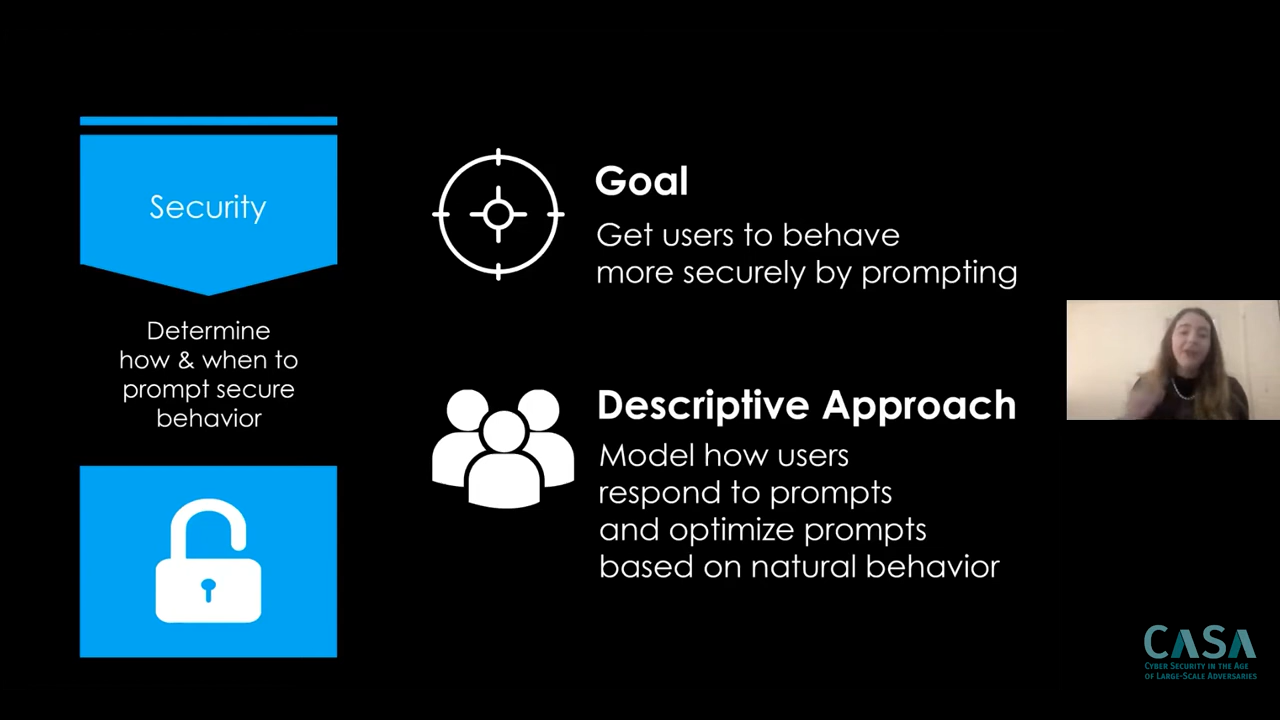 Security
Determine
how & when to
prompt secure
behavior
Goal
Get users to behave
more securely by prompting
Descriptive Approach
Model how users
respond to prompts
and optimize prompts
based on natural behavior
CASA
Cyber Security in the Age
of Large-Scale Adversaries